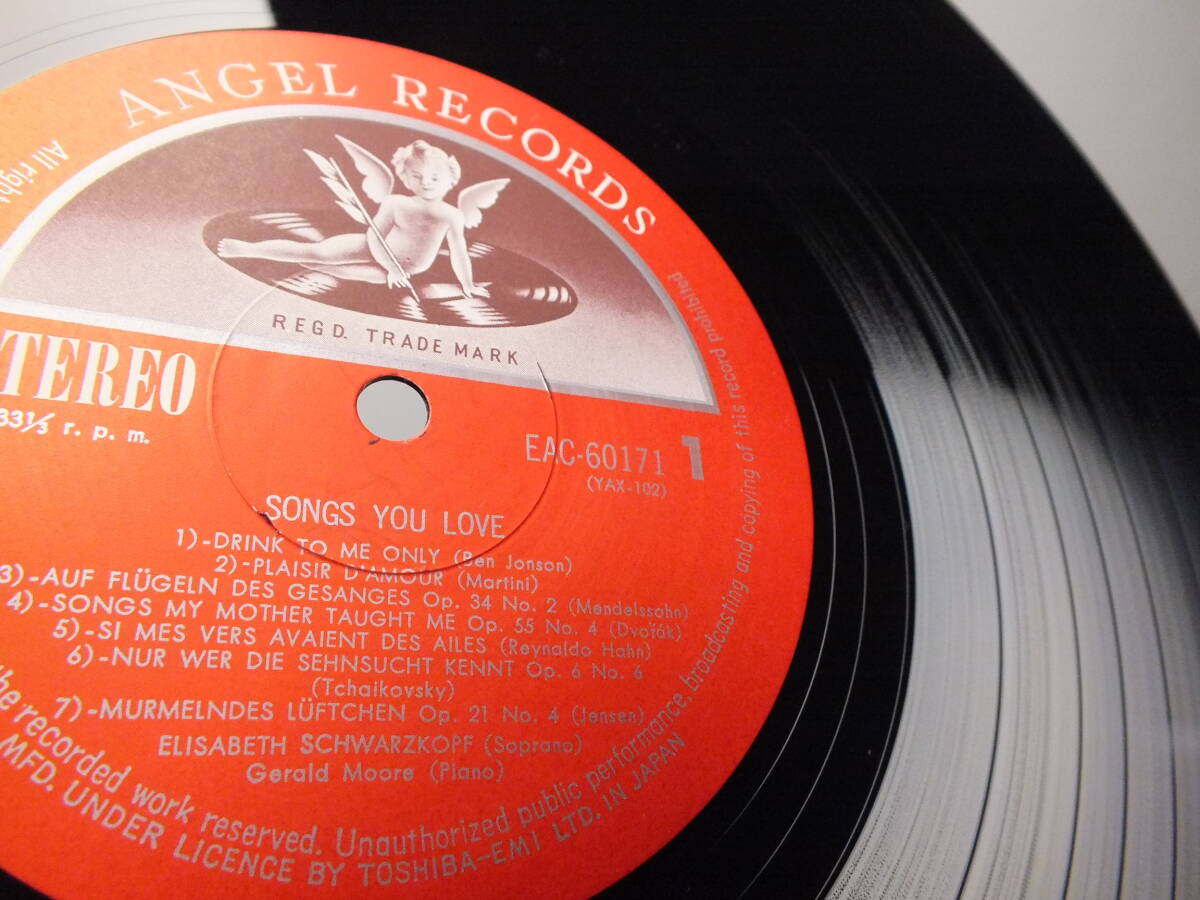 ANGEL RECORDS
REGD. TRADE MARK
TEREO
33⅓ r. p. m.
EAC-60171 1
(YAX-102)
SONGS YOU LOVE
1)-DRINK TO ME ONLY (Ben Jonson)
2)-PLAISIR D'AMOUR (Martini)
3)-AUF FLÜGELN DES GESANGES Op. 34 No. 2 (Mendelssohn)
4)-SONGS MY MOTHER TAUGHT ME Op. 55 No. 4 (Dvořák)
5)-SI MES VERS AVAIENT DES AILES (Reynaldo Hahn)
6)-NUR WER DIE SEHNSUCHT KENNT Op. 6 No. 6
(Tchaikovsky)
7)-MURMELNDES LÜFTCHEN Op. 21 No. 4 (Jensen)
ELISABETH SCHWARZKOPF (Soprano)
Gerald Moore (Piano)
All right
the recorded work reserved. Unauthorized public performance, broadcasting and copying of this record prohibited
MFD. UNDER LICENCE BY TOSHIBA-EMI LTD. IN JAPAN